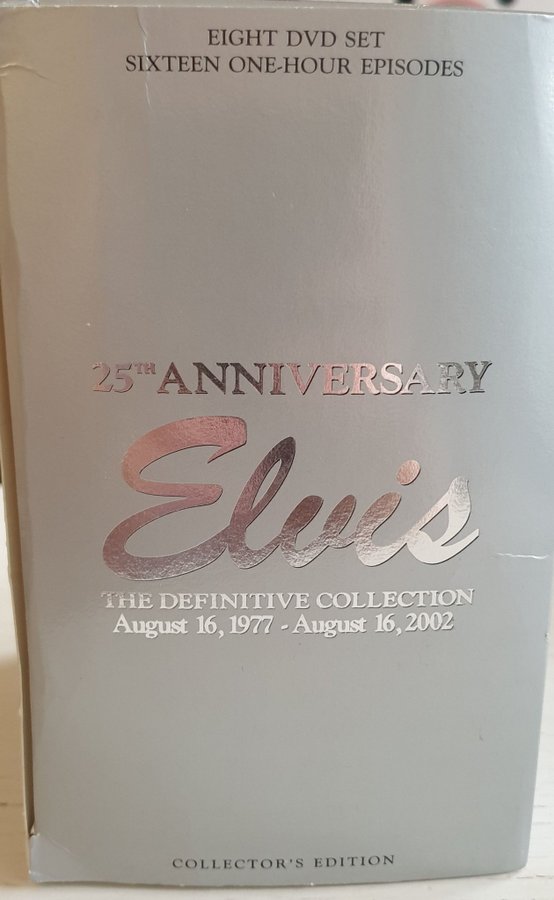 EIGHT DVD SET
SIXTEEN ONE-HOUR EPISODES
25TH ANNIVERSARY
Elvis
THE DEFINITIVE COLLECTION
August 16, 1977 - August 16, 2002
COLLECTOR'S EDITION